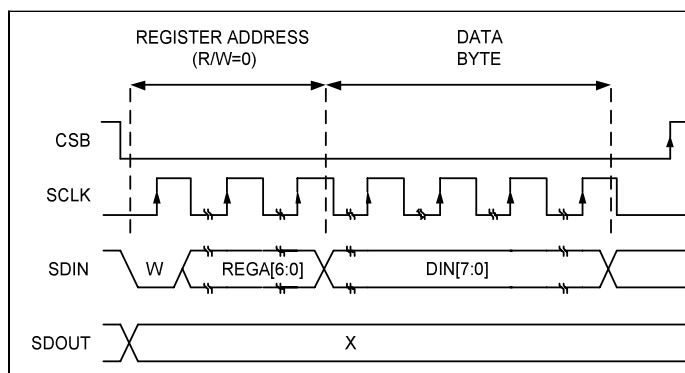 REGISTER ADDRESS
(R/W=0)
DATA
BYTE
CSB
SCLK
SDIN
W
REGA[6:0]
DIN[7:0]
SDOUT
X